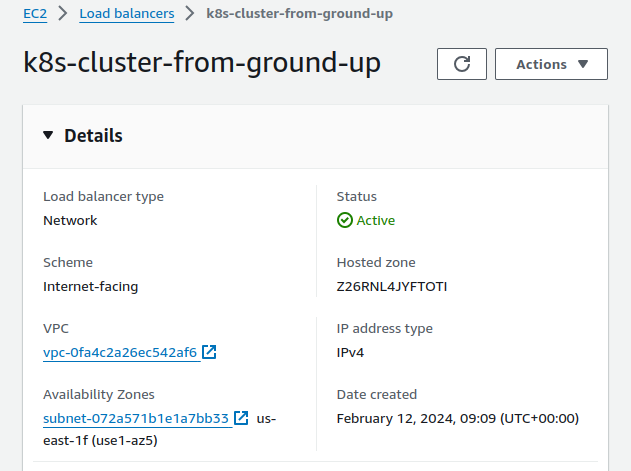 EC2 > Load balancers > k8s-cluster-from-ground-up
k8s-cluster-from-ground-up
Actions
Details
Load balancer type
Network
Status
Active
Scheme
Internet-facing
Hosted zone
Z26RNL4JYFTOTI
VPC
vpc-0fa4c2a26ec542af6
IP address type
IPv4
Availability Zones
subnet-072a571b1e1a7bb33 us-
east-1f (use1-az5)
Date created
February 12, 2024, 09:09 (UTC+00:00)